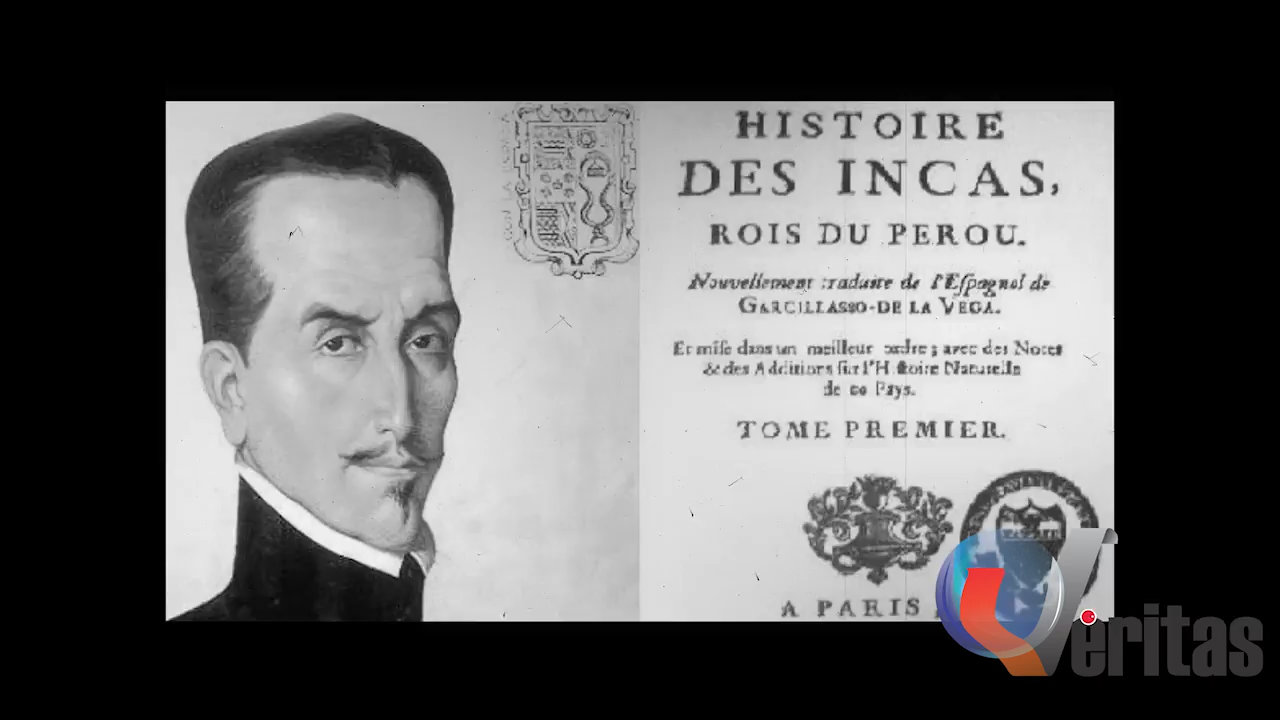 HISTOIRE
DES INCAS,
ROIS DU PEROU.
Nouvellement traduite de l'Espagnol de
GARCILLASSO-DE LA VEGA.
Et mise dans un meilleur ordre; avec des Notes
& des Additions sur l'Histoire Naturelle
de ce Pays.
TOME PREMIER.
A PARIS
Veritas